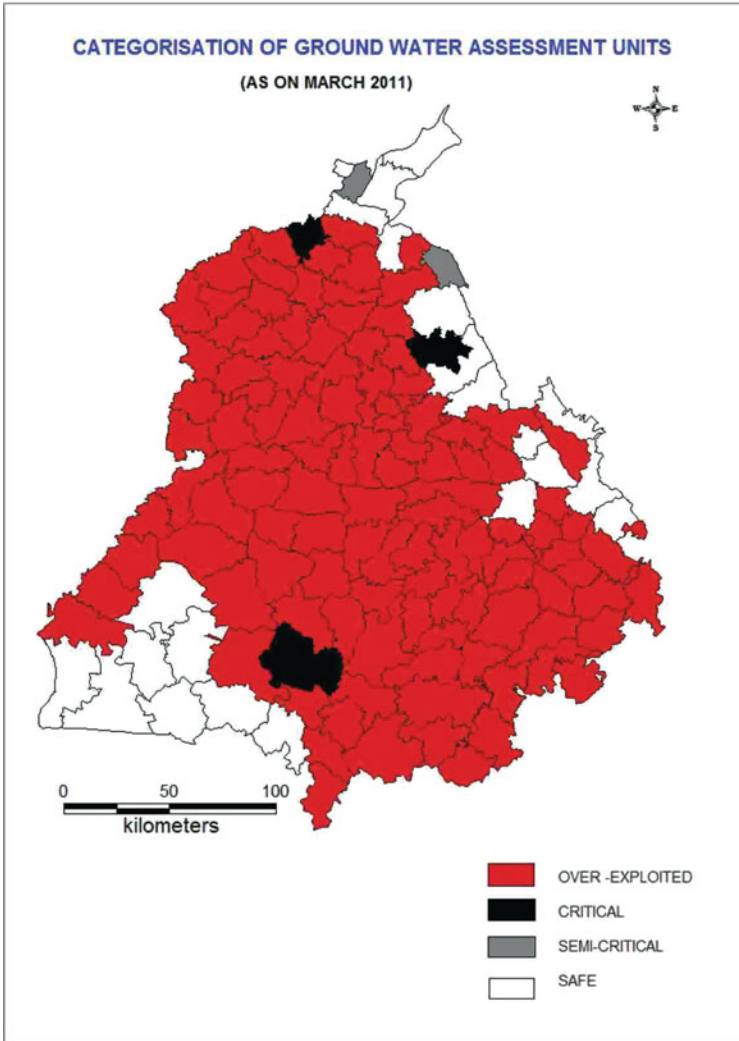 CATEGORISATION OF GROUND WATER ASSESSMENT UNITS
(AS ON MARCH 2011)
N
W E
S
0 50 100
kilometers
OVER -EXPLOITED
CRITICAL
SEMI-CRITICAL
SAFE